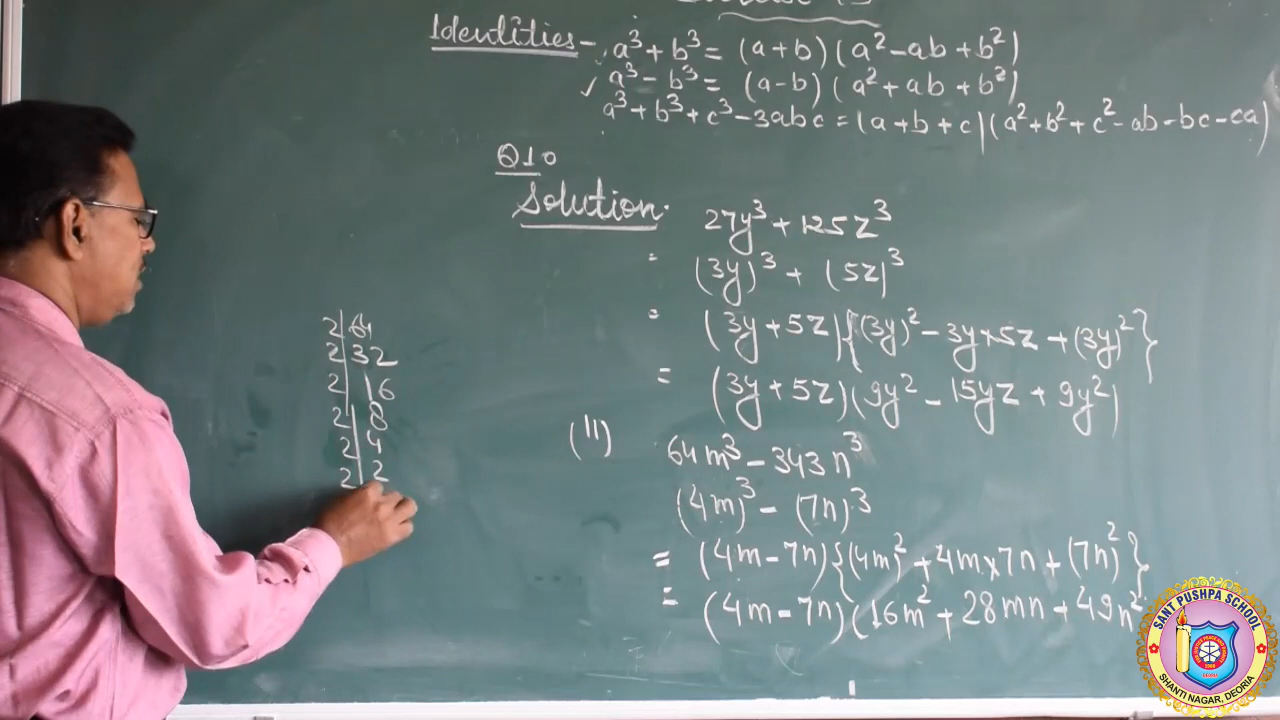 Identities - a³ + b³ = (a + b) (a² - ab + b²)
✓ a³ - b³ = (a - b) (a² + ab + b²)
a³ + b³ + c³ - 3abc = (a + b + c) (a² + b² + c² - ab - bc - ca)
Q10
Solution.
27y³ + 125z³
= (3y)³ + (5z)³
= (3y + 5z) {(3y)² - 3y × 5z + (3y)²}
= (3y + 5z) (9y² - 15yz + 9y²)
(II) 64m³ - 343n³
(4m)³ - (7n)³
= (4m - 7n) {(4m)² + 4m × 7n + (7n)²}
= (4m - 7n) (16m² + 28mn + 49n²
2 | 64
2 | 32
2 | 16
2 | 8
2 | 4
2 | 2
SANT PUSHPA SCHOOL
SHANTI NAGAR, DEORIA